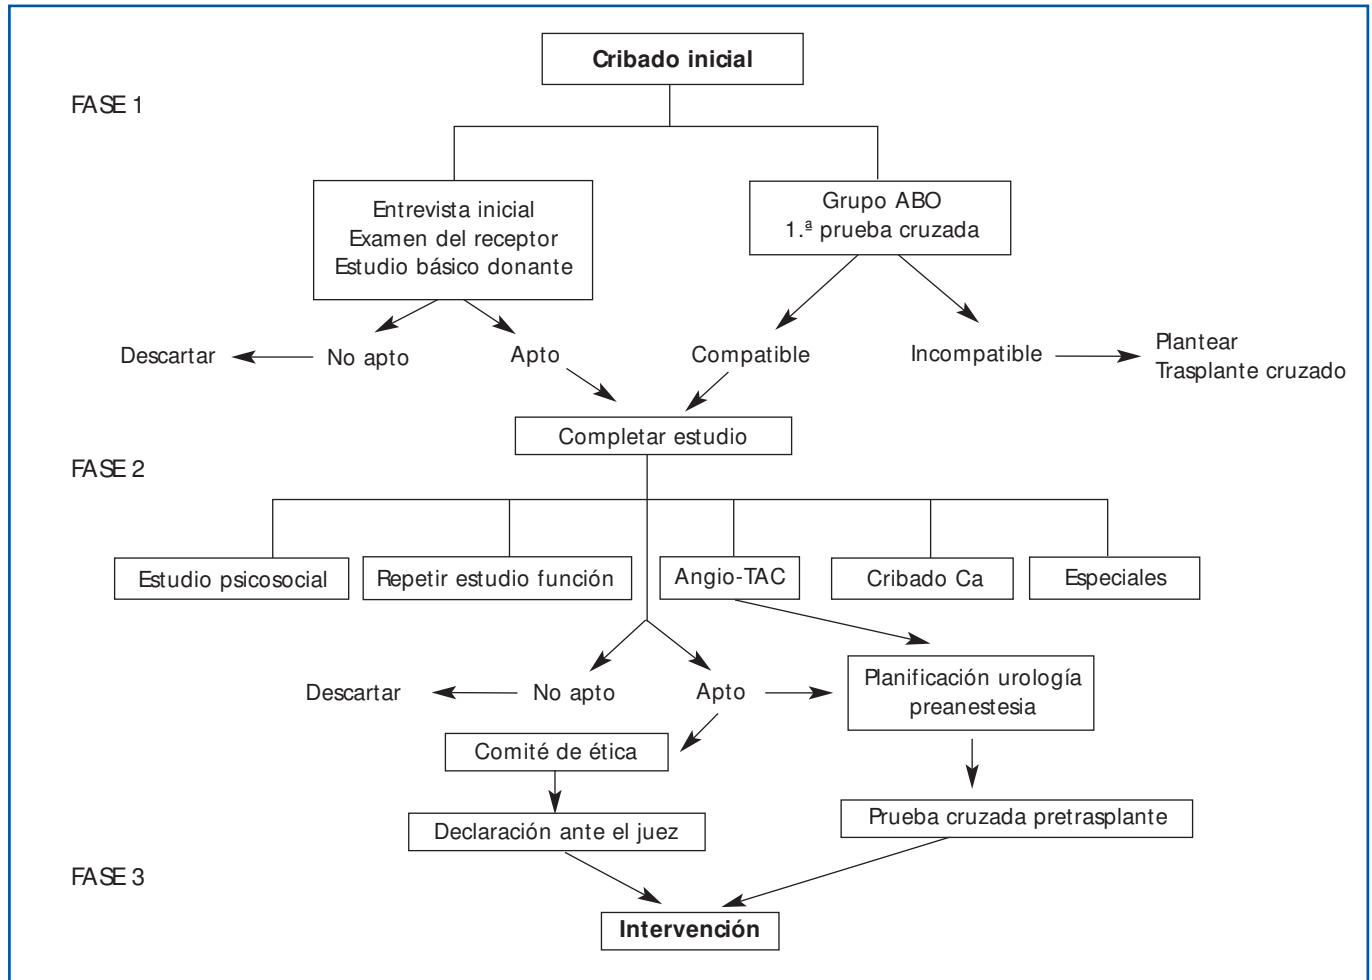 Cribado inicial
FASE 1
Entrevista inicial
Examen del receptor
Estudio básico donante
Grupo ABO
1.ª prueba cruzada
Descartar
No apto
Apto
Compatible
Incompatible
Plantear
Trasplante cruzado
Completar estudio
FASE 2
Estudio psicosocial
Repetir estudio función
Angio-TAC
Cribado Ca
Especiales
Descartar
No apto
Apto
Planificación urología
preanestesia
Comité de ética
Declaración ante el juez
Prueba cruzada pretrasplante
FASE 3
Intervención